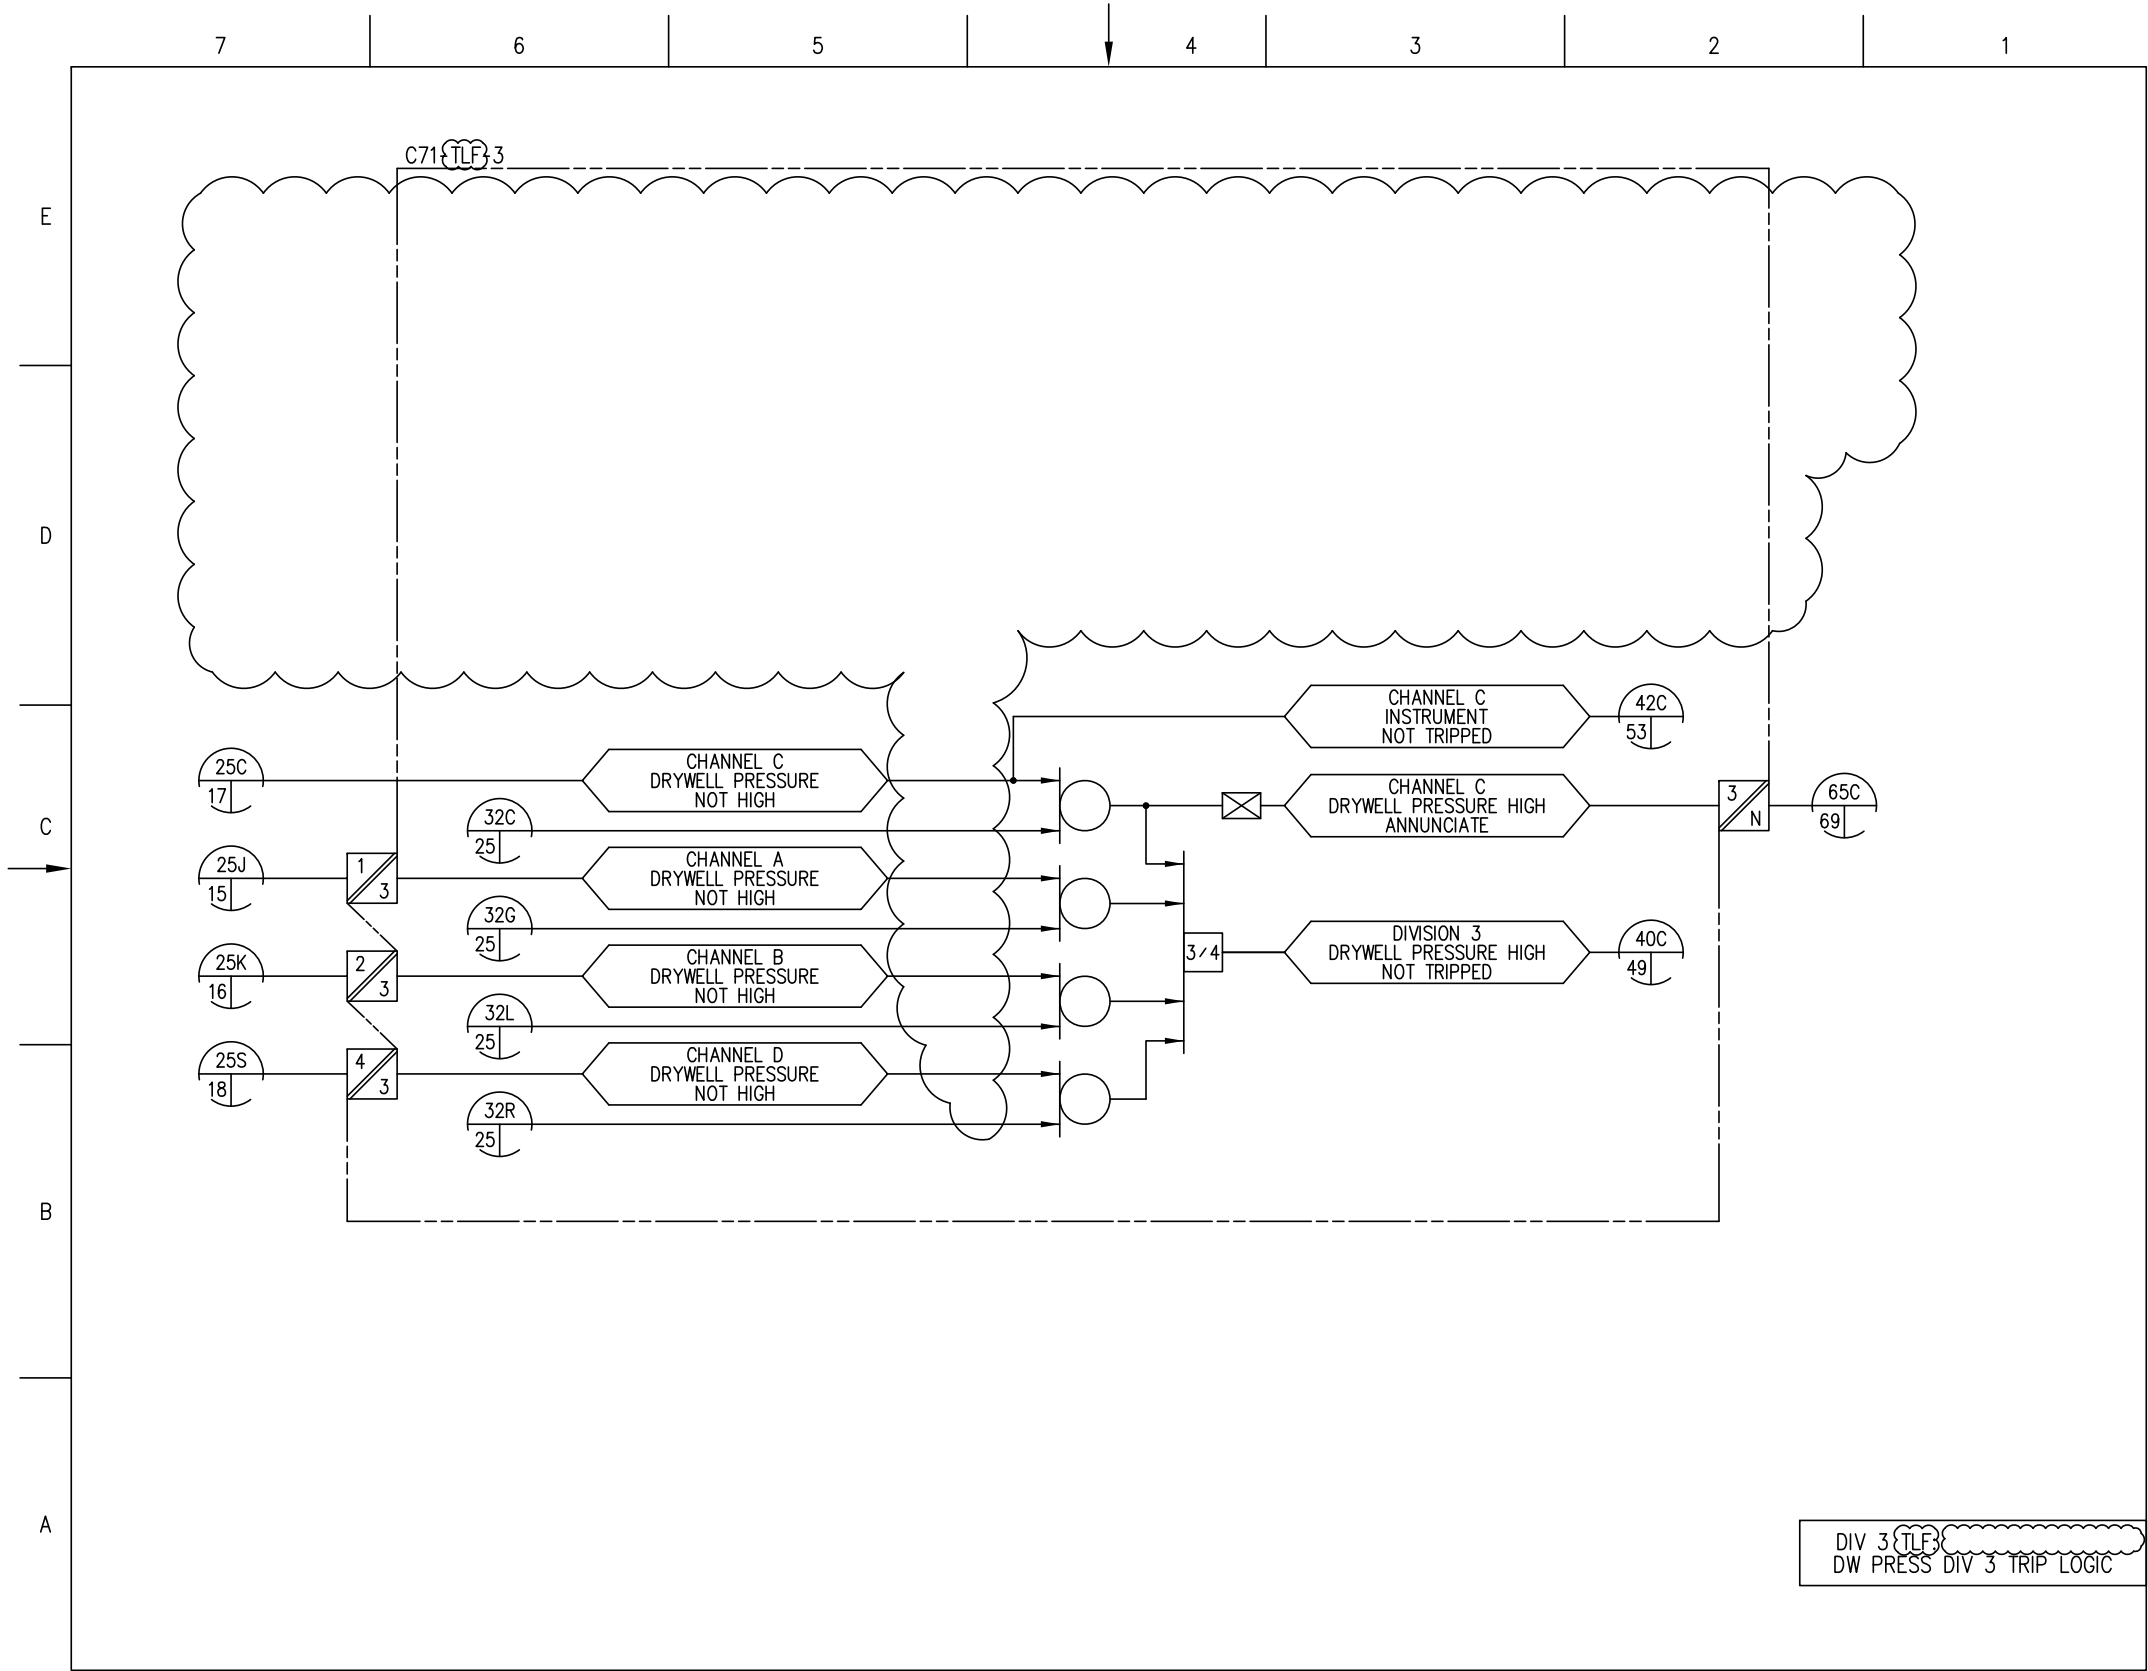 7 6 5 4 3 2 1
C71-TLF-3
E
D
CHANNEL C
INSTRUMENT
NOT TRIPPED
42C
53
25C
17
CHANNEL C
DRYWELL PRESSURE
NOT HIGH
CHANNEL C
DRYWELL PRESSURE HIGH
ANNUNCIATE
3
N
65C
69
C
32C
25
25J
15
1
3
CHANNEL A
DRYWELL PRESSURE
NOT HIGH
32G
25
25K
16
2
3
CHANNEL B
DRYWELL PRESSURE
NOT HIGH
3/4
DIVISION 3
DRYWELL PRESSURE HIGH
NOT TRIPPED
40C
49
32L
25
25S
18
4
3
CHANNEL D
DRYWELL PRESSURE
NOT HIGH
32R
25
B
A
DIV 3 TLF:
DW PRESS DIV 3 TRIP LOGIC